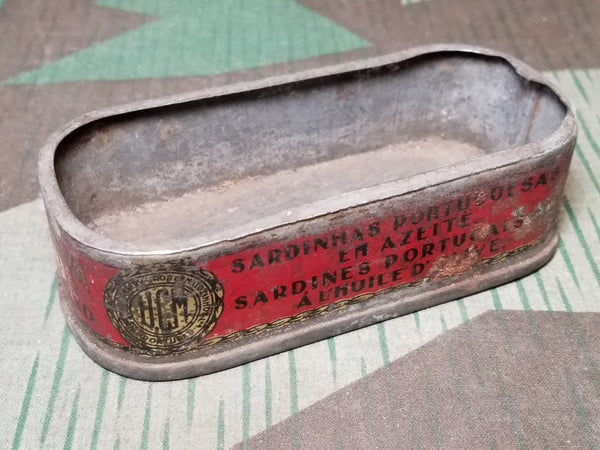 SARDINHAS PORTUGUESAS
EM AZEITE
SARDINES PORTUGAISES
À L'HUILE D'OLIVE.
H.C.M